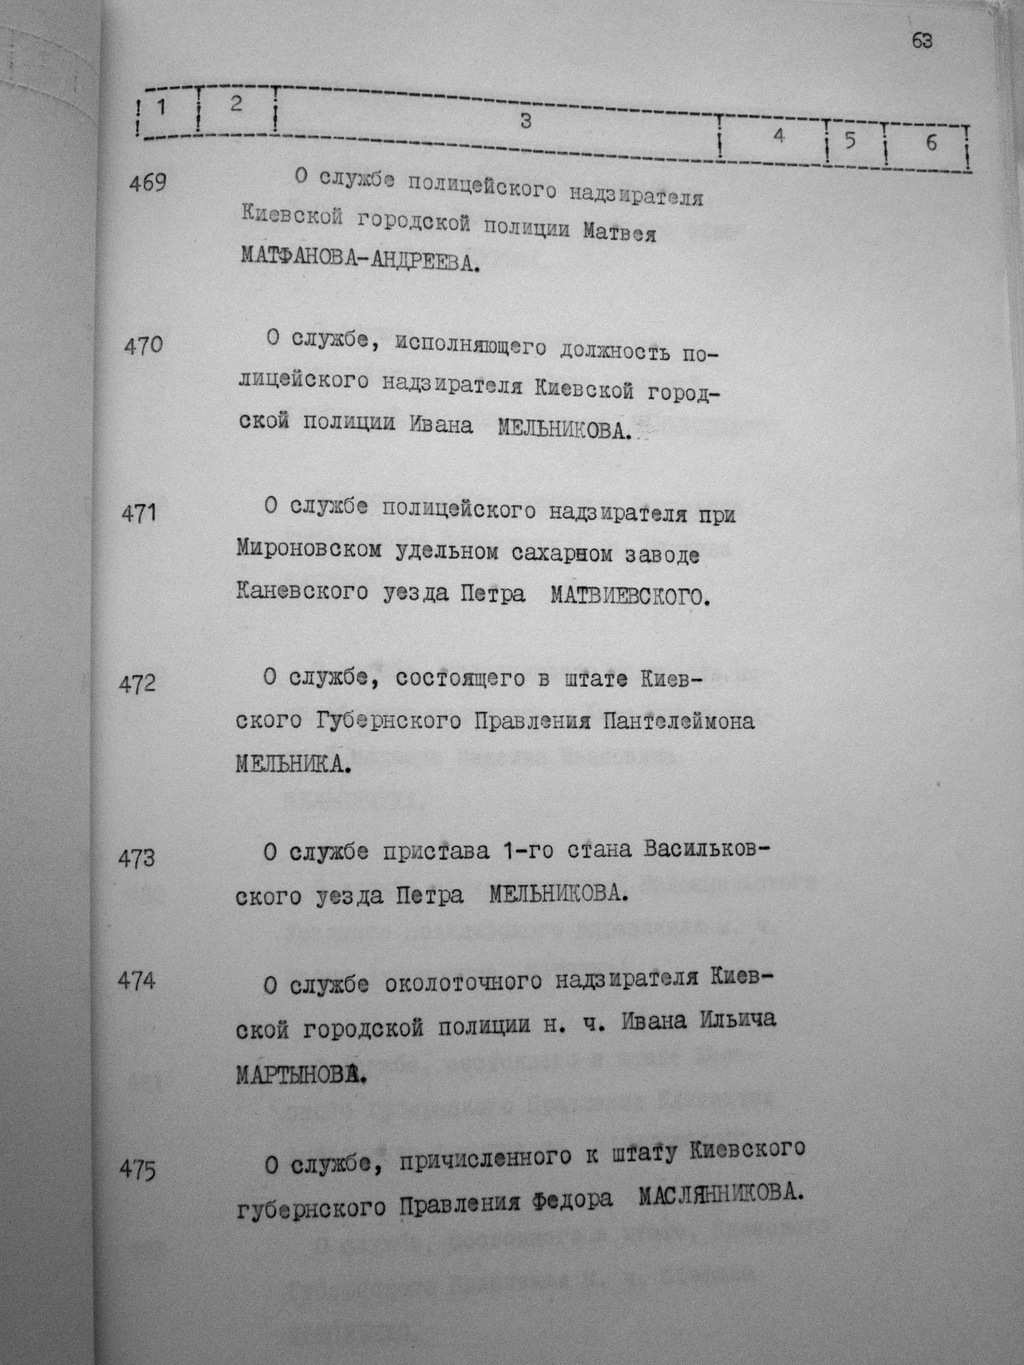 63
1 2 3 4 5 6
469 О службе полицейского надзирателя
Киевской городской полиции Матвея
МАТФАНОВА-АНДРЕЕВА.
470 О службе, исполняющего должность по-
лицейского надзирателя Киевской город-
ской полиции Ивана МЕЛЬНИКОВА.
471 О службе полицейского надзирателя при
Мироновском удельном сахарном заводе
Каневского уезда Петра МАТВИЕВСКОГО.
472 О службе, состоящего в штате Киев-
ского Губернского Правления Пантелеймона
МЕЛЬНИКА.
473 О службе пристава 1-го стана Васильков-
ского уезда Петра МЕЛЬНИКОВА.
474 О службе околоточного надзирателя Киев-
ской городской полиции н. ч. Ивана Ильича
МАРТЫНОВА.
475 О службе, причисленного к штату Киевского
губернского Правления Федора МАСЛЯННИКОВА.